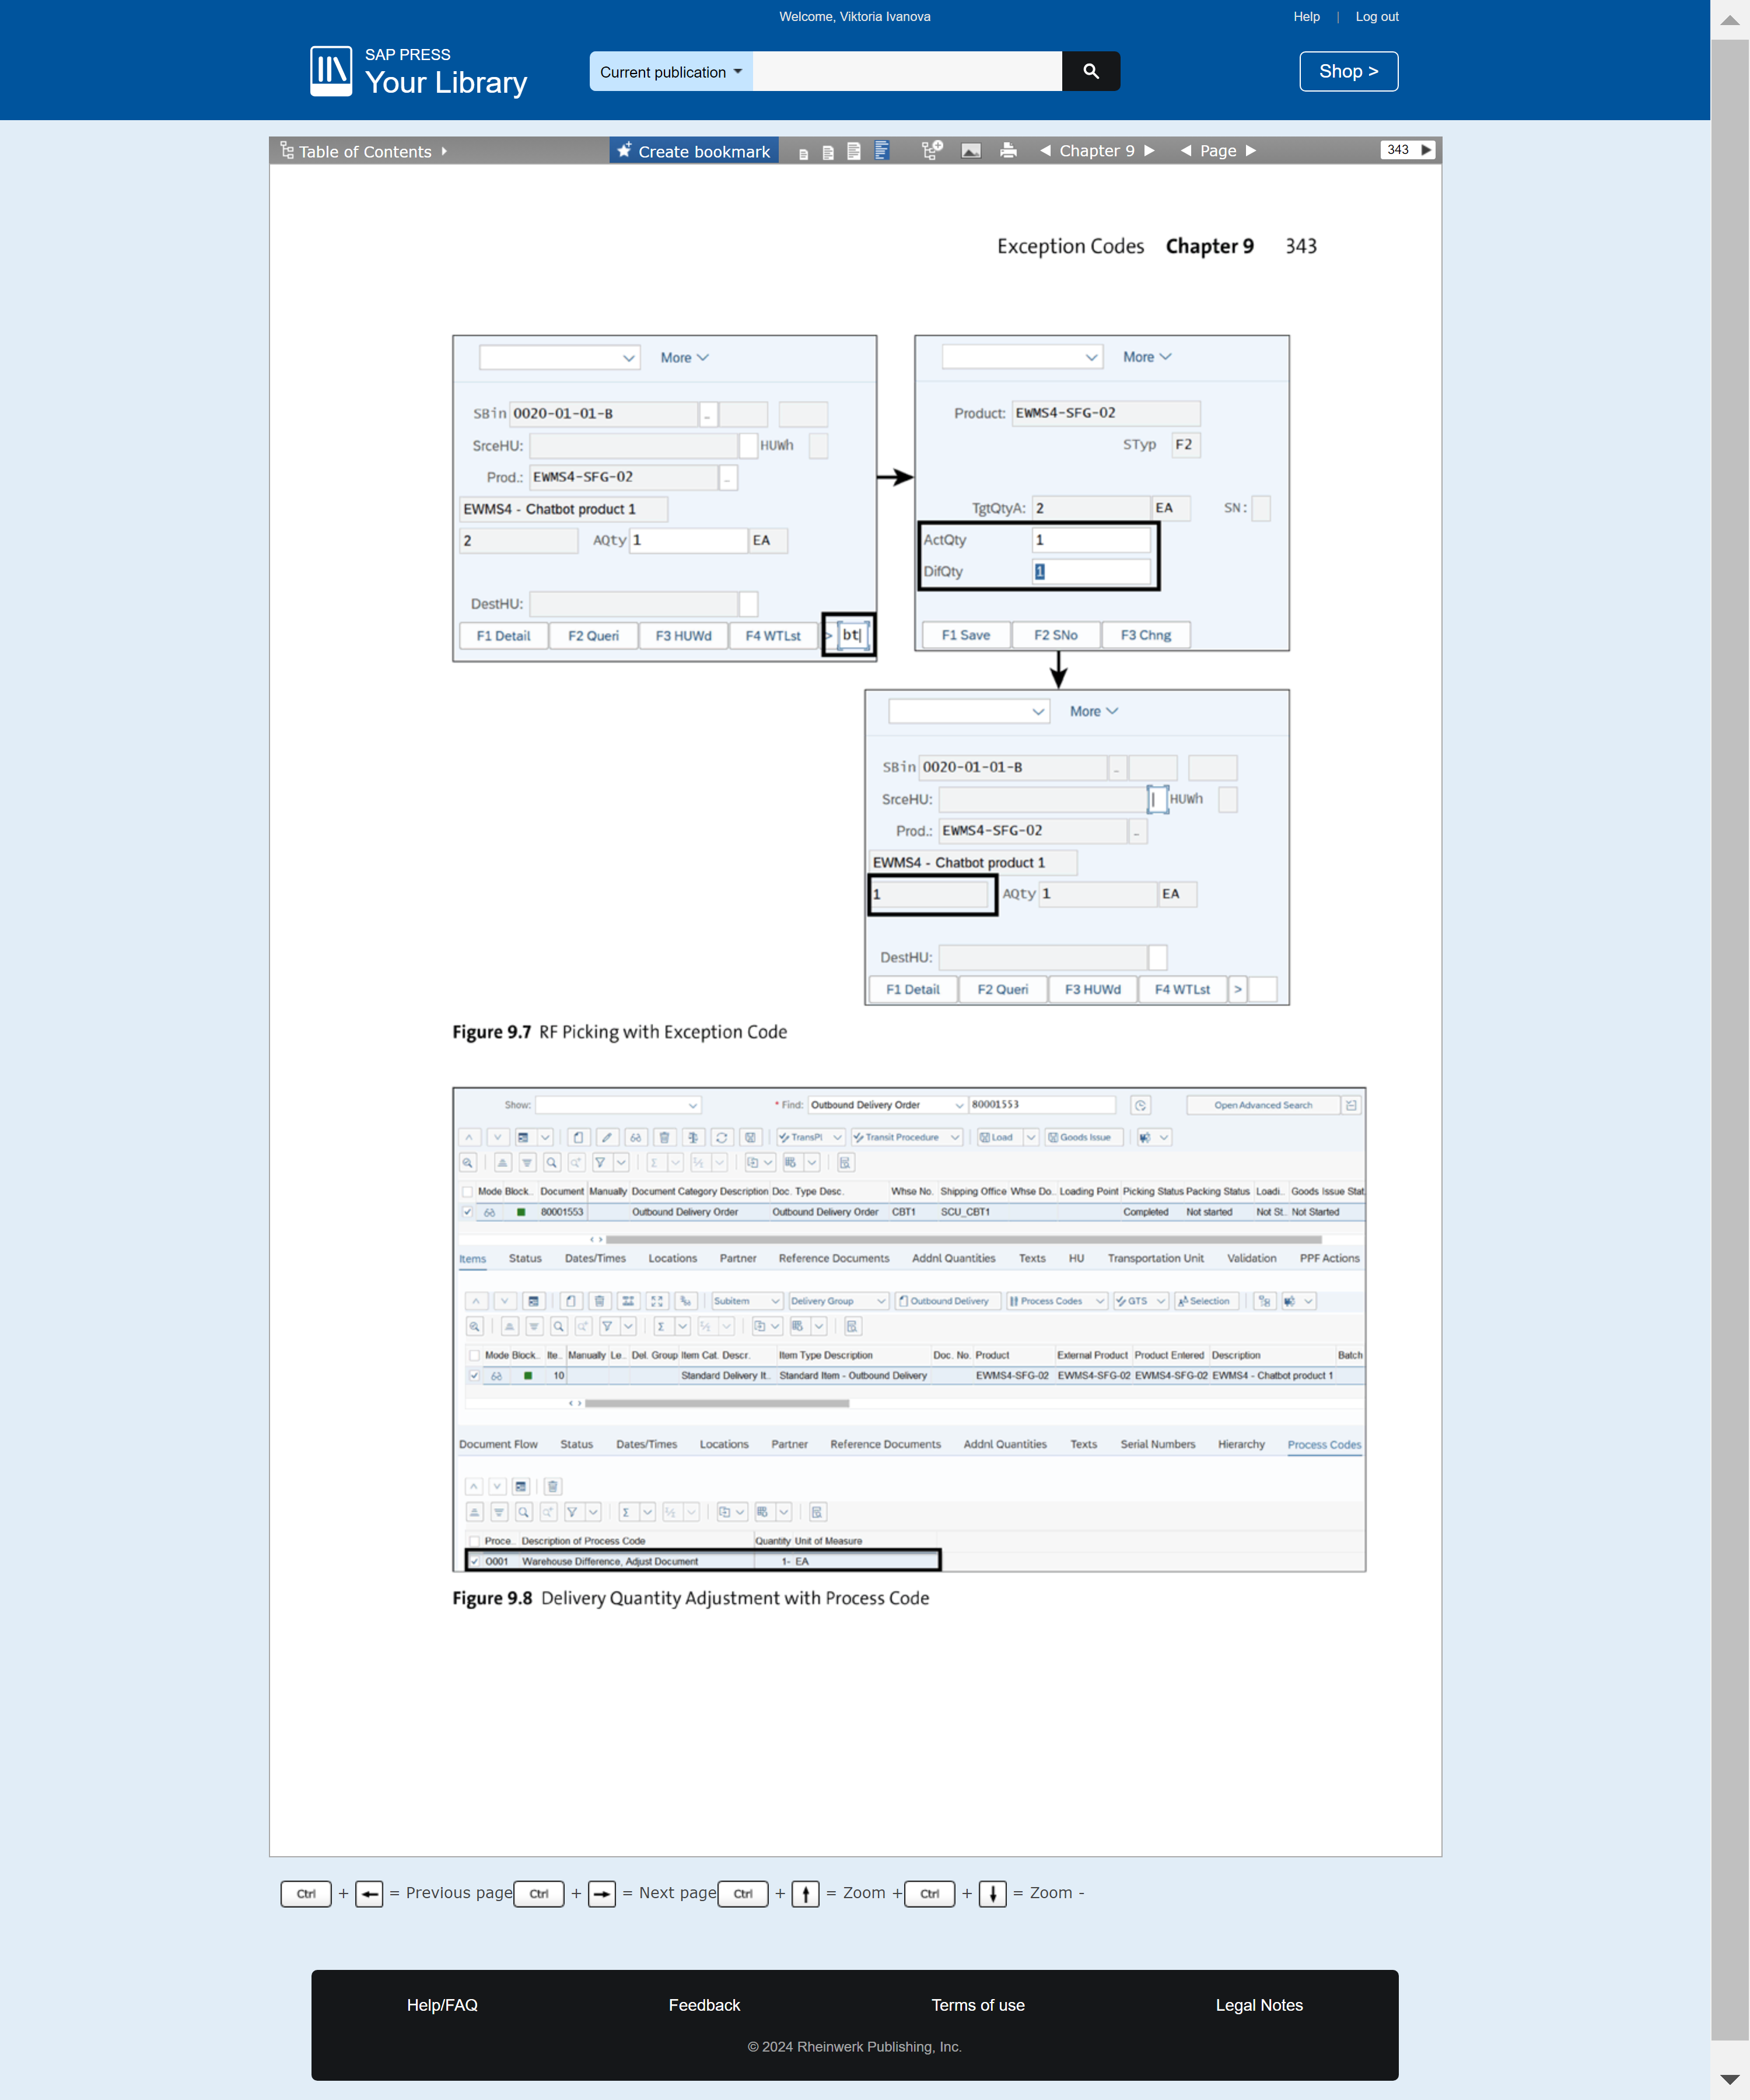 Welcome, Viktoria Ivanova
Help | Log out
SAP PRESS
Your Library
Current publication
Shop >
Table of Contents
Create bookmark
Chapter 9
Page
343
Exception Codes Chapter 9 343
More
SBin 0020-01-01-B
SrceHU: HUWh
Prod.: EWMS4-SFG-02
EWMS4 - Chatbot product 1
2 AQty 1 EA
DestHU:
F1 Detail F2 Queri F3 HUWd F4 WTLst > bt
More
Product: EWMS4-SFG-02
STyp F2
TgtQtyA: 2 EA SN:
ActQty 1
DifQty 1
F1 Save F2 SNo F3 Chng
More
SBin 0020-01-01-B
SrceHU: HUWh
Prod.: EWMS4-SFG-02
EWMS4 - Chatbot product 1
1 AQty 1 EA
DestHU:
F1 Detail F2 Queri F3 HUWd F4 WTLst >
Figure 9.7 RF Picking with Exception Code
Show: * Find: Outbound Delivery Order 80001553 Open Advanced Search
TransPl Transit Procedure Load Goods Issue
Mode Block.. Document Manually Document Category Description Doc. Type Desc. Whse No. Shipping Office Whse Do.. Loading Point Picking Status Packing Status Loadi.. Goods Issue Stat
80001553 Outbound Delivery Order Outbound Delivery Order CBT1 SCU_CBT1 Completed Not started Not St.. Not Started
Items Status Dates/Times Locations Partner Reference Documents Addnl Quantities Texts HU Transportation Unit Validation PPF Actions
Subitem Delivery Group Outbound Delivery Process Codes GTS Selection
Mode Block.. Ite.. Manually Le.. Del. Group Item Cat. Descr. Item Type Description Doc. No. Product External Product Product Entered Description Batch
10 Standard Delivery It.. Standard Item - Outbound Delivery EWMS4-SFG-02 EWMS4-SFG-02 EWMS4-SFG-02 EWMS4 - Chatbot product 1
Document Flow Status Dates/Times Locations Partner Reference Documents Addnl Quantities Texts Serial Numbers Hierarchy Process Codes
Proce.. Description of Process Code Quantity Unit of Measure
O001 Warehouse Difference, Adjust Document 1- EA
Figure 9.8 Delivery Quantity Adjustment with Process Code
Ctrl + ← = Previous page Ctrl + → = Next page Ctrl + ↑ = Zoom + Ctrl + ↓ = Zoom -
Help/FAQ Feedback Terms of use Legal Notes
© 2024 Rheinwerk Publishing, Inc.